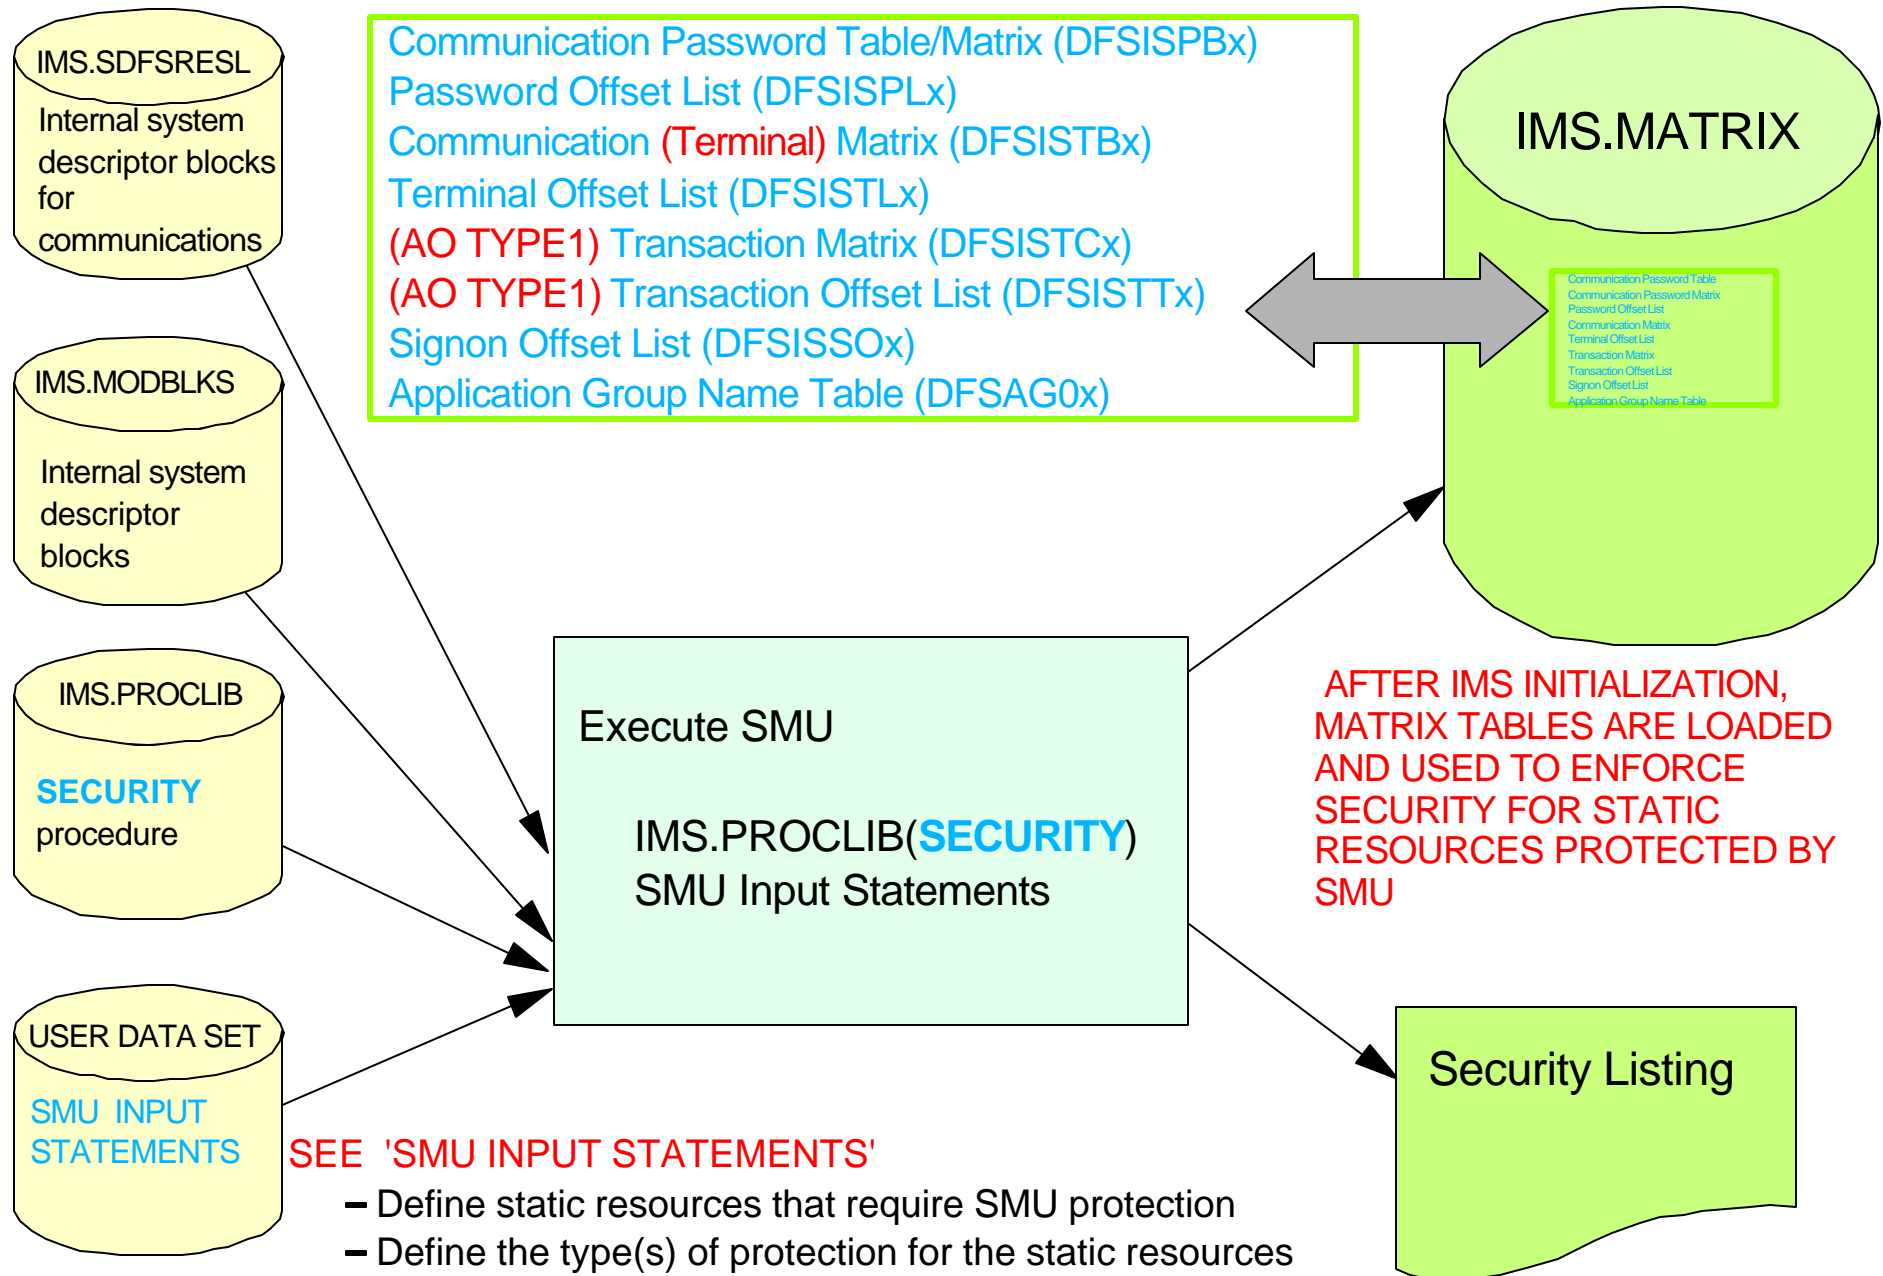 IMS.SDFSRESL
Internal system
descriptor blocks
for
communications
IMS.MODBLKS
Internal system
descriptor
blocks
IMS.PROCLIB
SECURITY
procedure
USER DATA SET
SMU INPUT
STATEMENTS
Communication Password Table/Matrix (DFSISPBx)
Password Offset List (DFSISPLx)
Communication (Terminal) Matrix (DFSISTBx)
Terminal Offset List (DFSISTLx)
(AO TYPE1) Transaction Matrix (DFSISTCx)
(AO TYPE1) Transaction Offset List (DFSISTTx)
Signon Offset List (DFSISSOx)
Application Group Name Table (DFSAG0x)
IMS.MATRIX
Communication Password Table
Communication Password Matrix
Password Offset List
Communication Matrix
Terminal Offset List
Transaction Matrix
Transaction Offset List
Signon Offset List
Application Group Name Table
Execute SMU
IMS.PROCLIB(SECURITY)
SMU Input Statements
AFTER IMS INITIALIZATION,
MATRIX TABLES ARE LOADED
AND USED TO ENFORCE
SECURITY FOR STATIC
RESOURCES PROTECTED BY
SMU
Security Listing
SEE 'SMU INPUT STATEMENTS'
– Define static resources that require SMU protection
– Define the type(s) of protection for the static resources